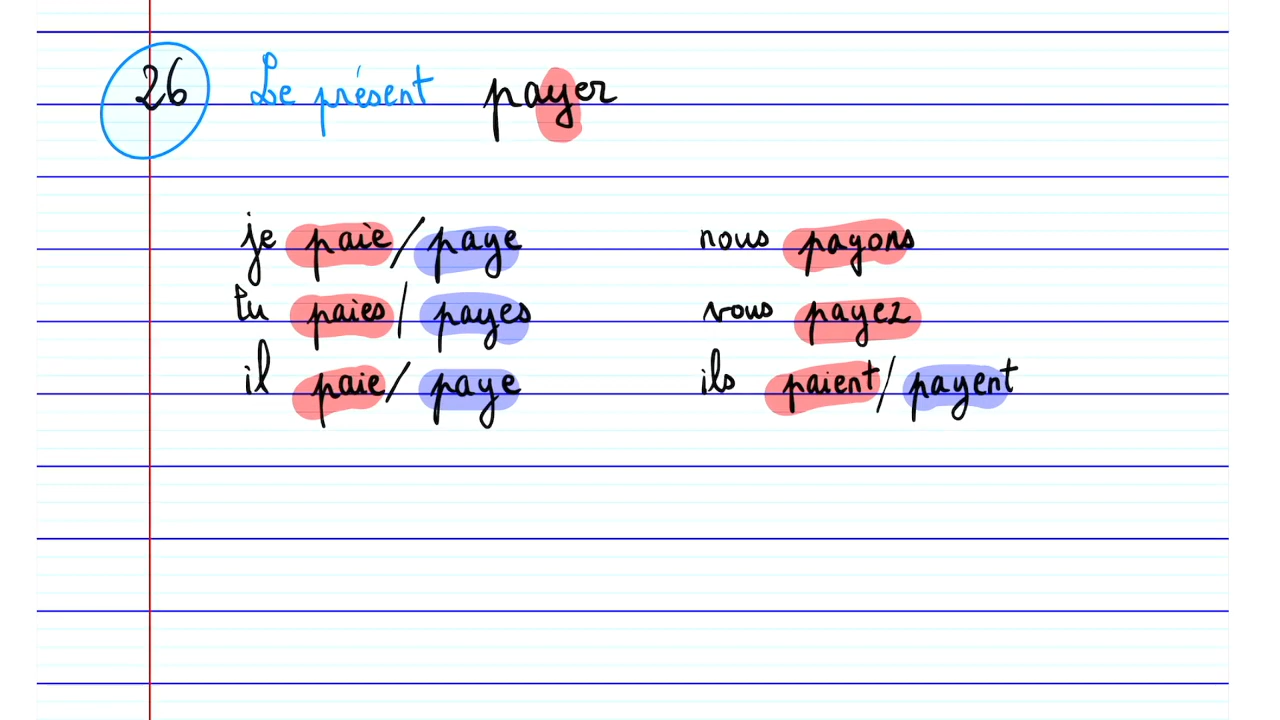 26 Le présent payer
je paie/paye nous payons
tu paies/payes vous payez
il paie/paye ils paient/payent